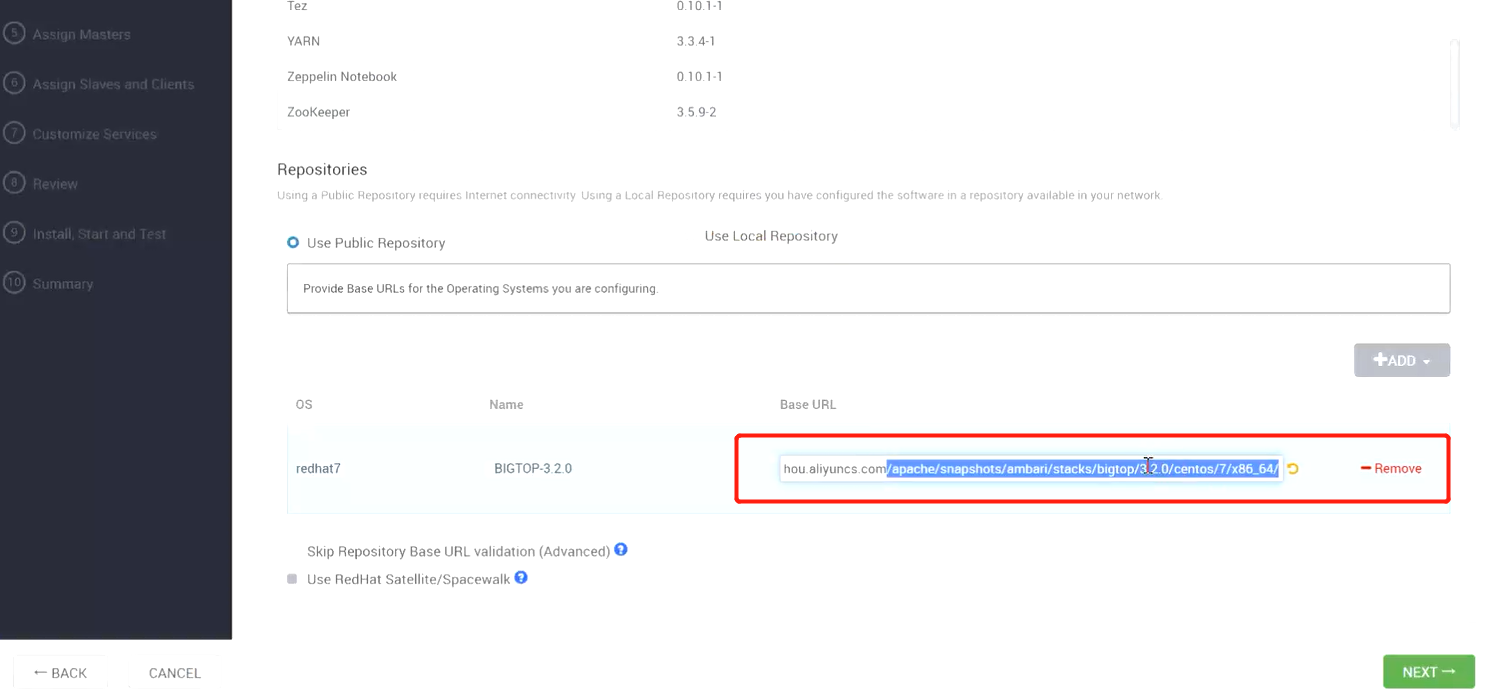 Tez 0.10.1-1
5 Assign Masters
YARN 3.3.4-1
6 Assign Slaves and Clients
Zeppelin Notebook 0.10.1-1
ZooKeeper 3.5.9-2
7 Customize Services
8 Review
9 Install, Start and Test
10 Summary
Repositories
Using a Public Repository requires Internet connectivity. Using a Local Repository requires you have configured the software in a repository available in your network.
Use Public Repository
Use Local Repository
Provide Base URLs for the Operating Systems you are configuring.
ADD
OS Name Base URL
redhat7 BIGTOP-3.2.0 hou.aliyuncs.com/apache/snapshots/ambari/stacks/bigtop/3.2.0/centos/7/x86_64/ Remove
Skip Repository Base URL validation (Advanced) ?
Use RedHat Satellite/Spacewalk ?
← BACK CANCEL NEXT →